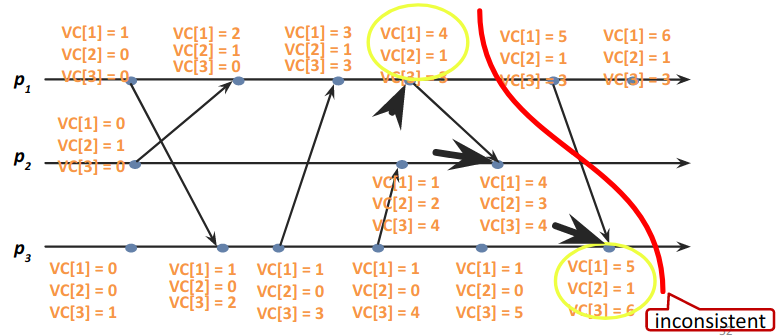 VC[1] = 1
VC[2] = 0
VC[3] = 0
VC[1] = 2
VC[2] = 1
VC[3] = 0
VC[1] = 3
VC[2] = 1
VC[3] = 3
VC[1] = 4
VC[2] = 1
VC[3] = 3
VC[1] = 5
VC[2] = 1
VC[3] = 3
VC[1] = 6
VC[2] = 1
VC[3] = 3
p1
VC[1] = 0
VC[2] = 1
VC[3] = 0
p2
VC[1] = 1
VC[2] = 2
VC[3] = 4
VC[1] = 4
VC[2] = 3
VC[3] = 4
p3
VC[1] = 0
VC[2] = 0
VC[3] = 1
VC[1] = 1
VC[2] = 0
VC[3] = 2
VC[1] = 1
VC[2] = 0
VC[3] = 3
VC[1] = 1
VC[2] = 0
VC[3] = 4
VC[1] = 1
VC[2] = 0
VC[3] = 5
VC[1] = 5
VC[2] = 1
VC[3] = 6
inconsistent